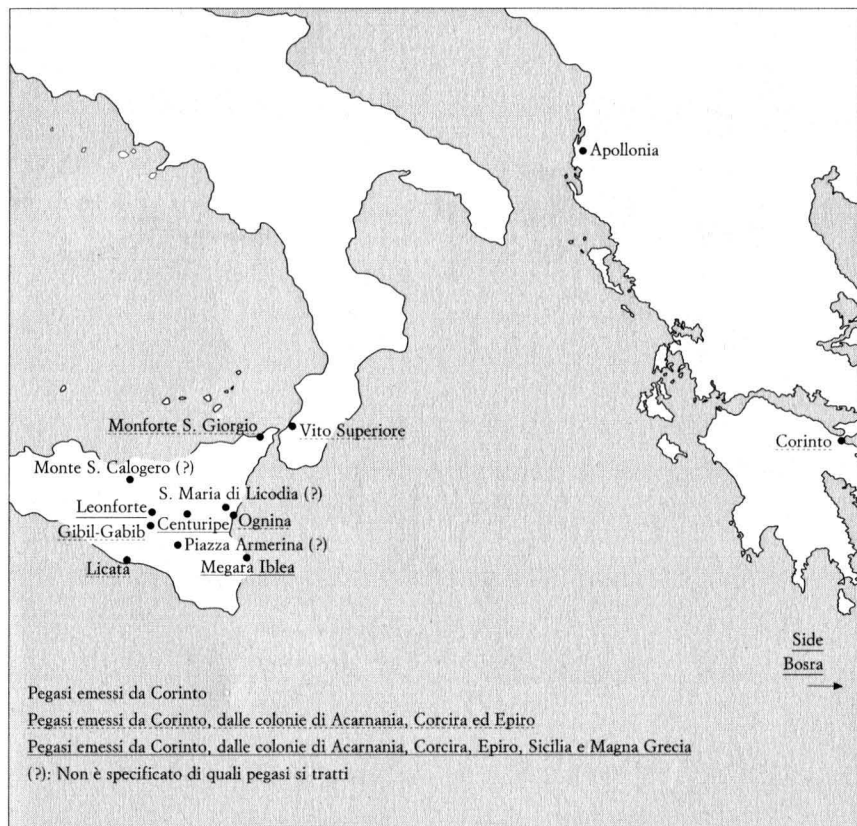 Apollonia
Monforte S. Giorgio
Vito Superiore
Corinto
Monte S. Calogero (?)
S. Maria di Licodia (?)
Leonforte
Centuripe
Ognina
Gibil-Gabib
Piazza Armerina (?)
Licata
Megara Iblea
Side
Bosra
Pegasi emessi da Corinto
Pegasi emessi da Corinto, dalle colonie di Acarnania, Corcira ed Epiro
Pegasi emessi da Corinto, dalle colonie di Acarnania, Corcira, Epiro, Sicilia e Magna Grecia
(?): Non è specificato di quali pegasi si tratti